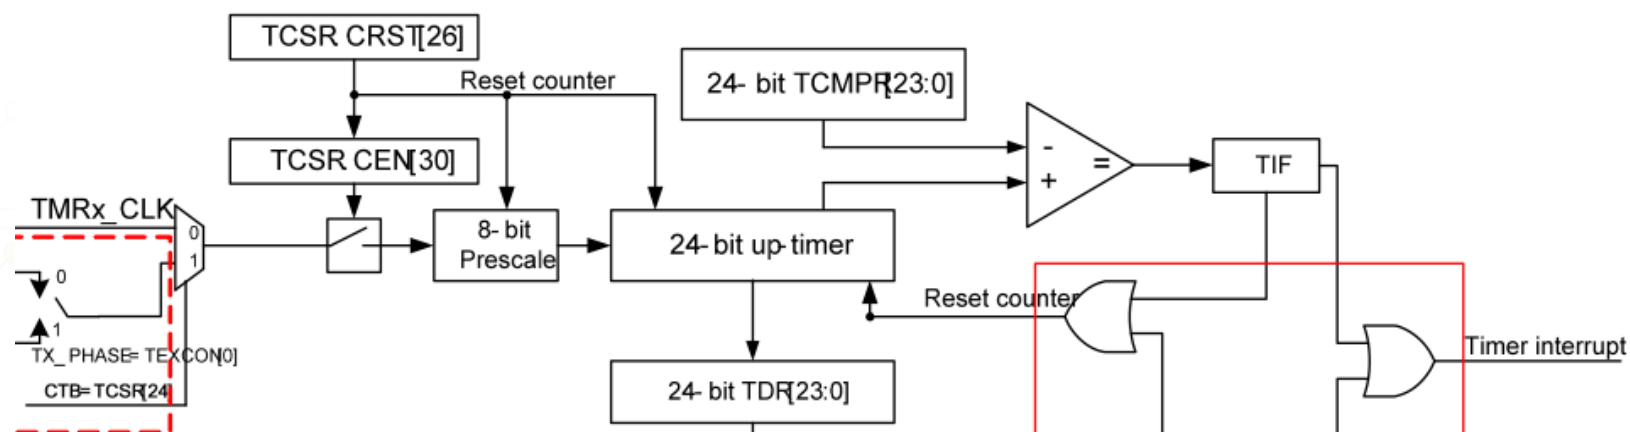 TCSR CRST[26]
Reset counter
24- bit TCMPR[23:0]
TCSR CEN[30]
-
=
+
TIF
TMRx_CLK
0
1
8- bit
Prescale
24- bit up-timer
0
1
Reset counter
TX_ PHASE= TEXCON[0]
CTB= TCSR[24]
24- bit TDR[23:0]
Timer interrupt